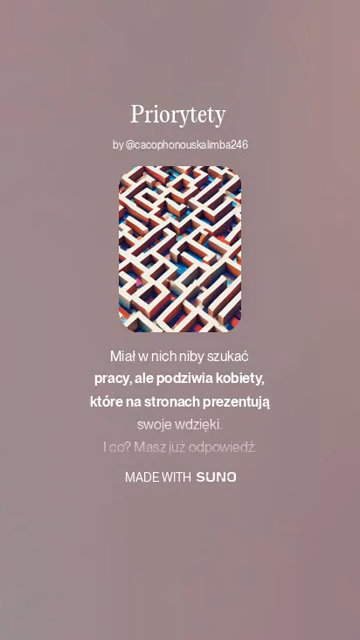 Priorytety
by @cacophonouskalimba246
Miał w nich niby szukać
pracy, ale podziwia kobiety,
które na stronach prezentują
swoje wdzięki.
I co? Masz już odpowiedź.
MADE WITH SUNO